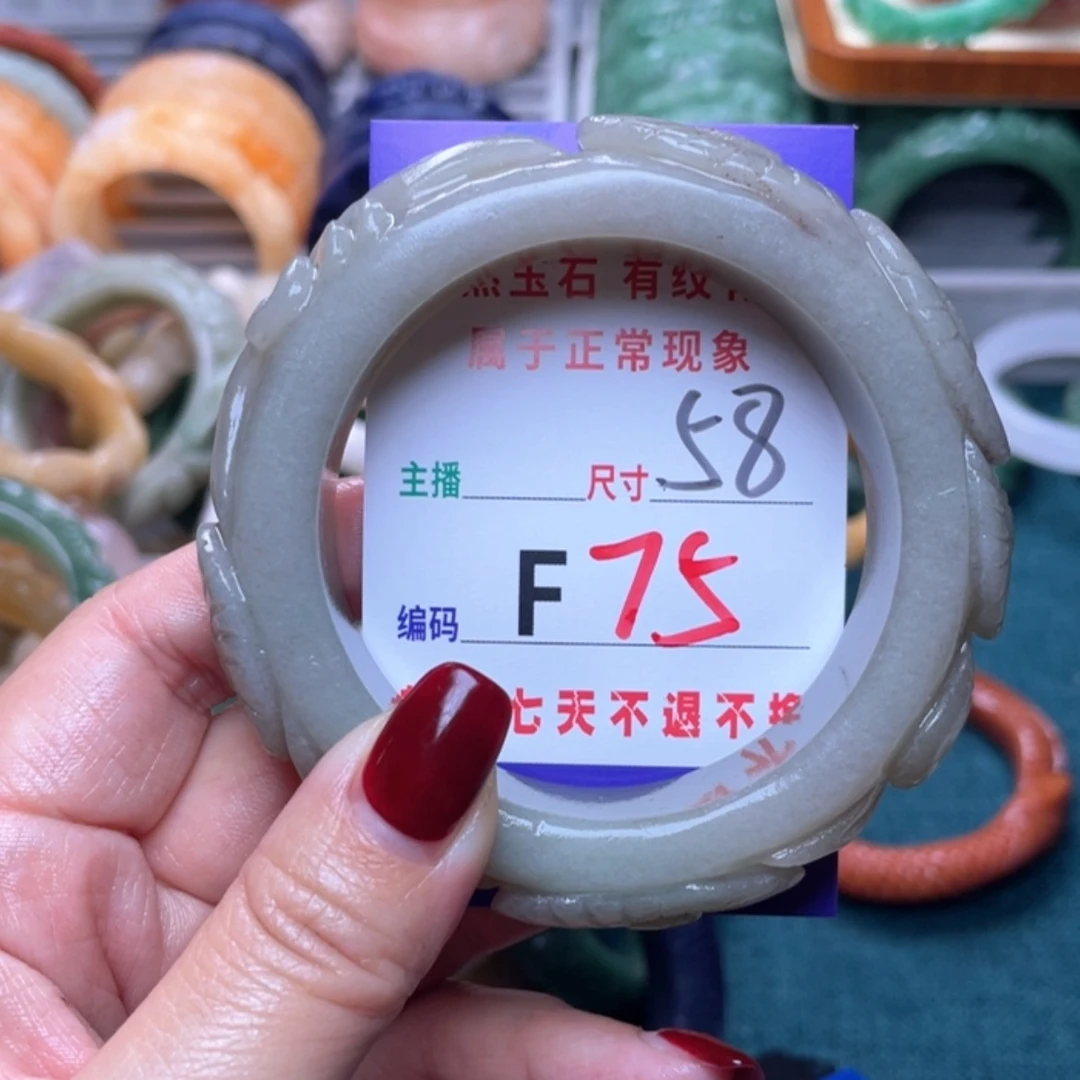 玉石 有纹
属于正常现象
主播 尺寸 58
编码 F 75
七天不退不